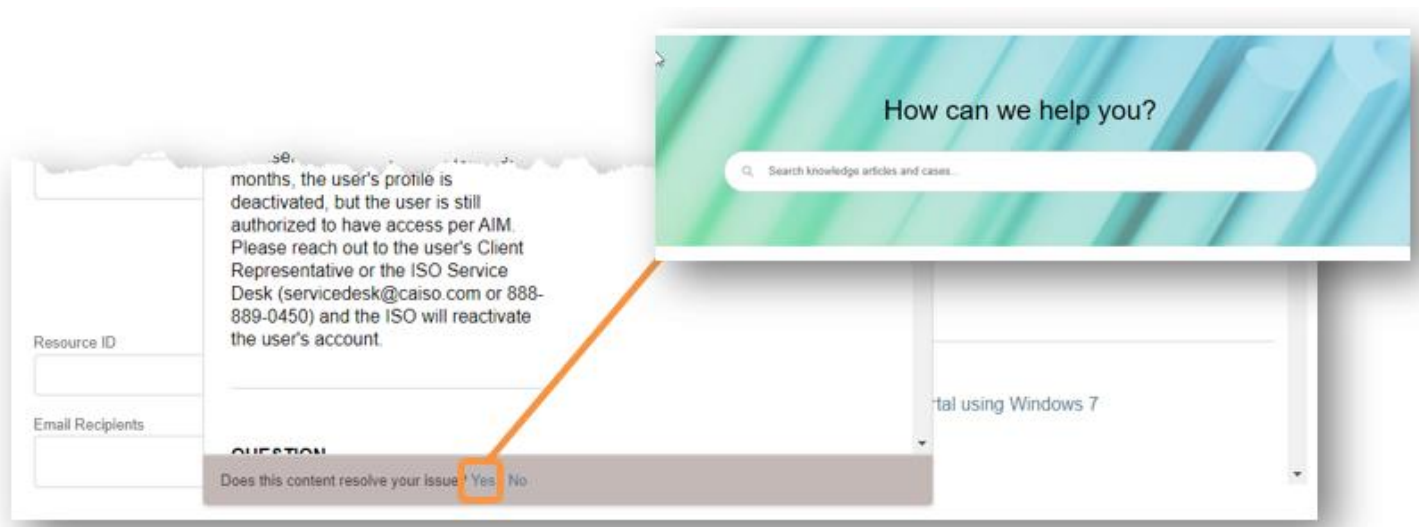 How can we help you?
Search knowledge articles and cases...
months, the user's profile is
deactivated, but the user is still
authorized to have access per AIM.
Please reach out to the user's Client
Representative or the ISO Service
Desk (servicedesk@caiso.com or 888-
889-0450) and the ISO will reactivate
the user's account.
Resource ID
Email Recipients
QUESTION
tal using Windows 7
Does this content resolve your issue? Yes No